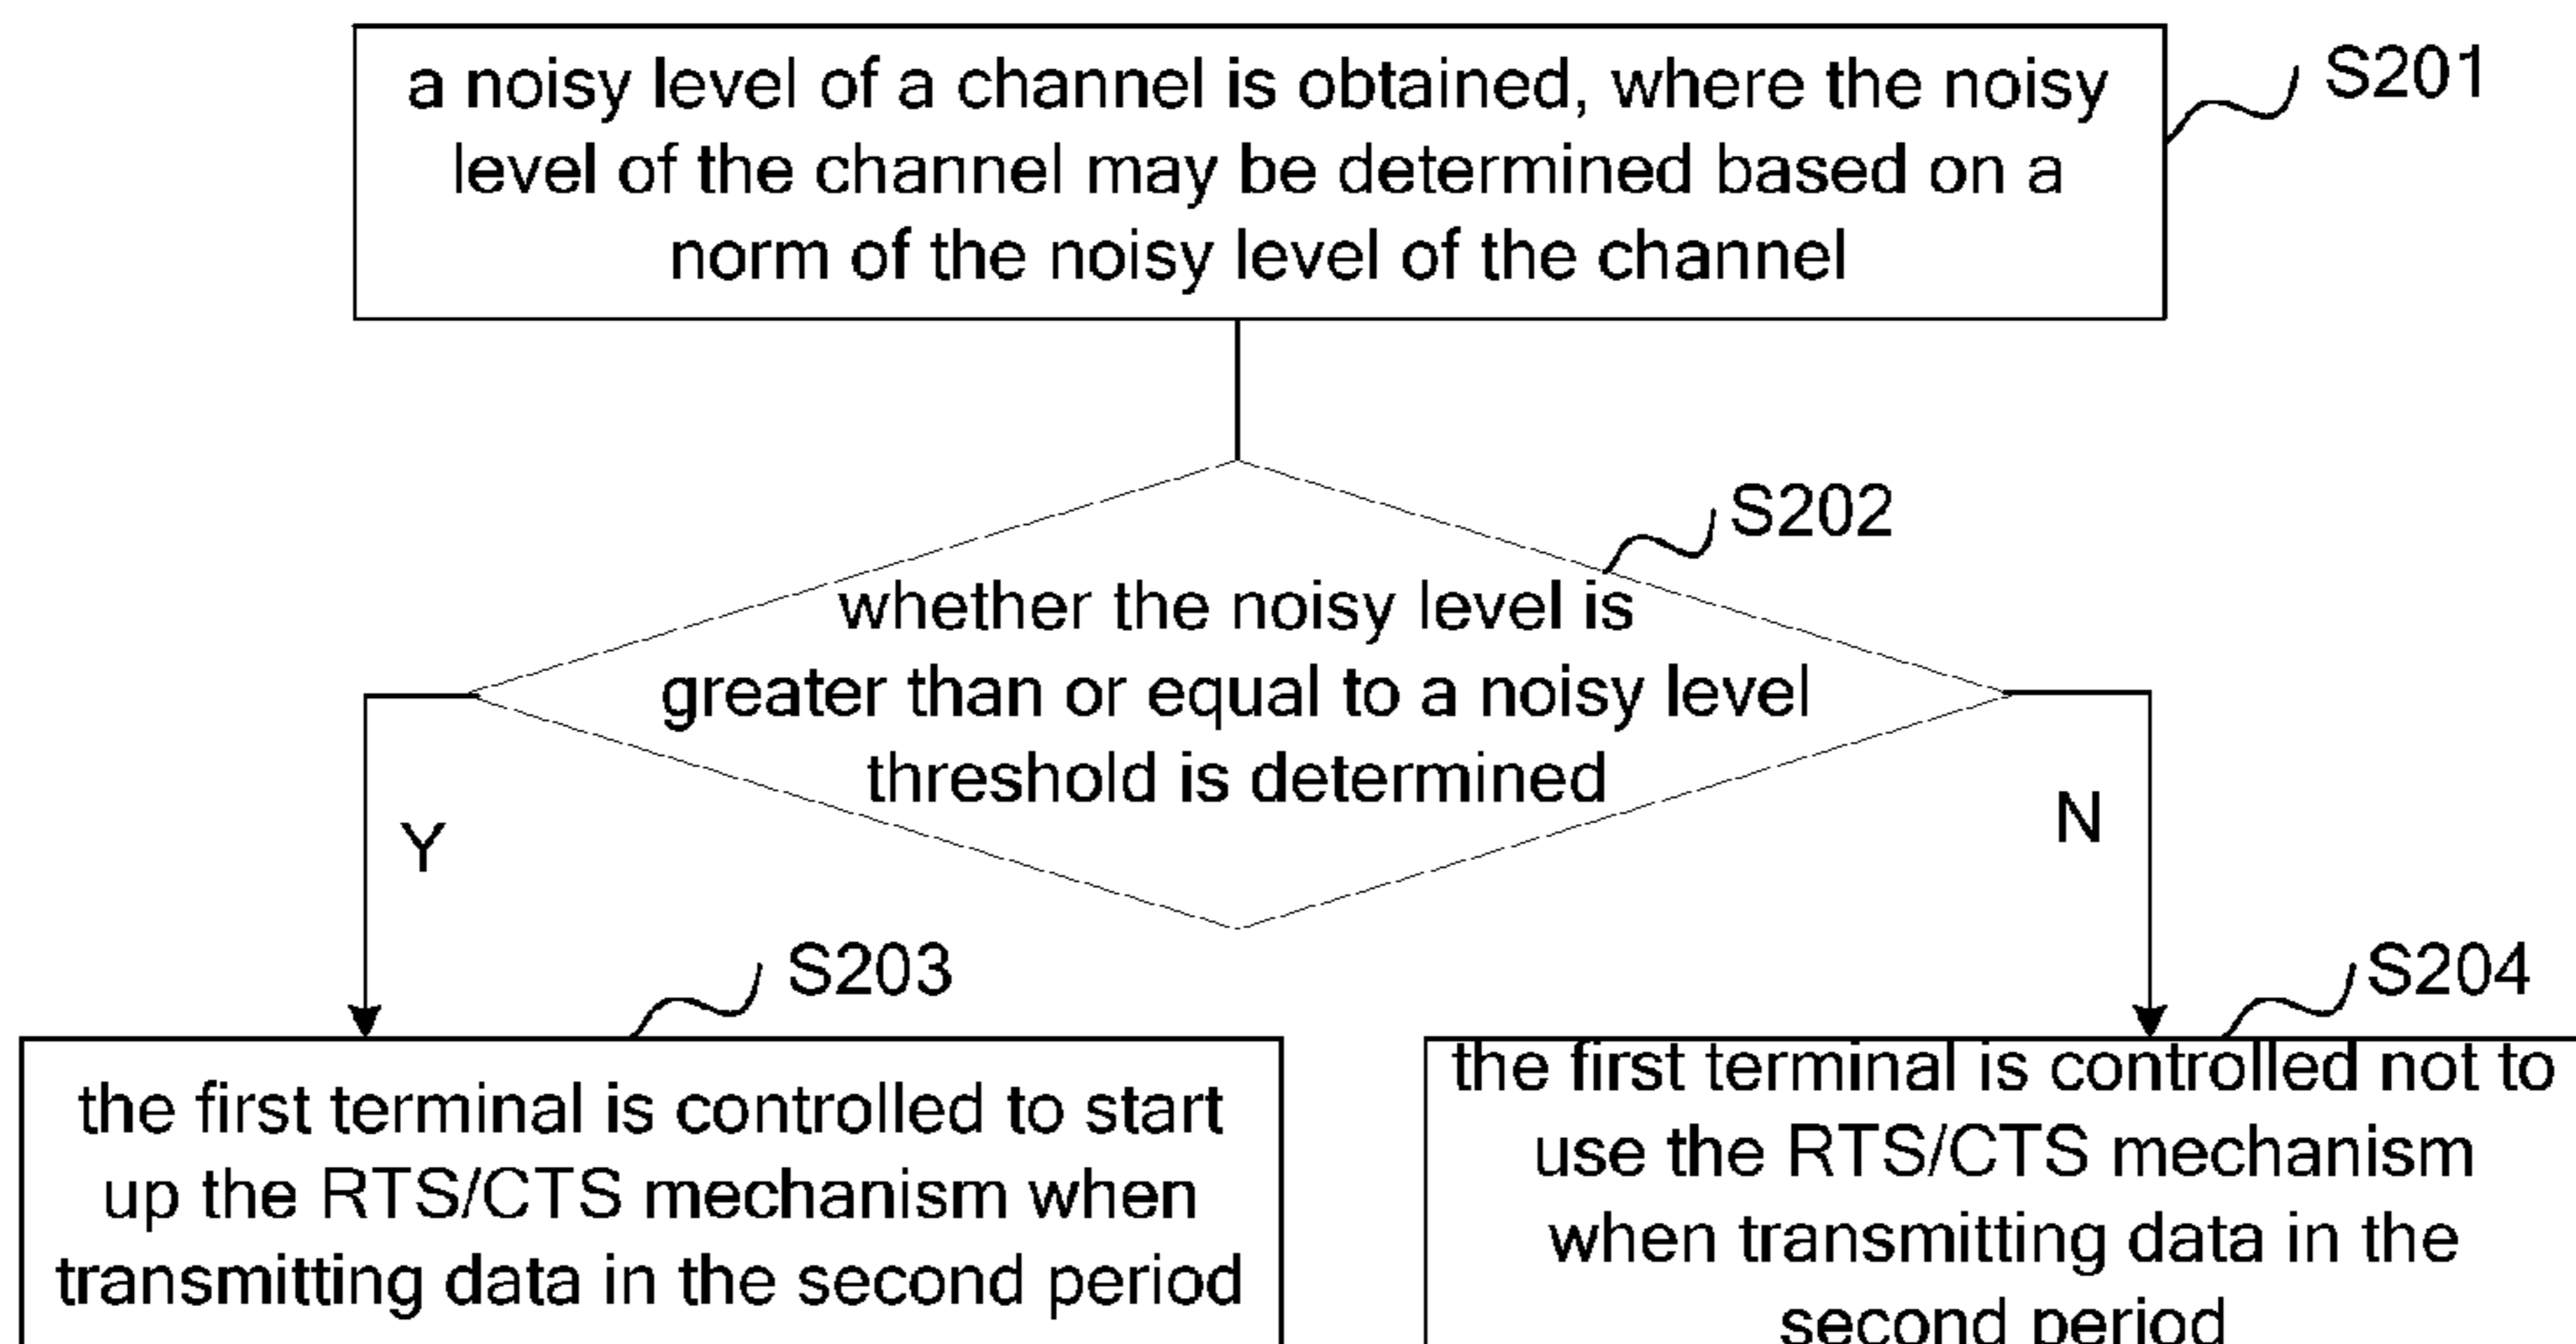 a noisy level of a channel is obtained, where the noisy
level of the channel may be determined based on a
norm of the noisy level of the channel
S201
S202
whether the noisy level is
greater than or equal to a noisy level
threshold is determined
Y
N
S203
the first terminal is controlled to start
up the RTS/CTS mechanism when
transmitting data in the second period
S204
the first terminal is controlled not to
use the RTS/CTS mechanism
when transmitting data in the
second period